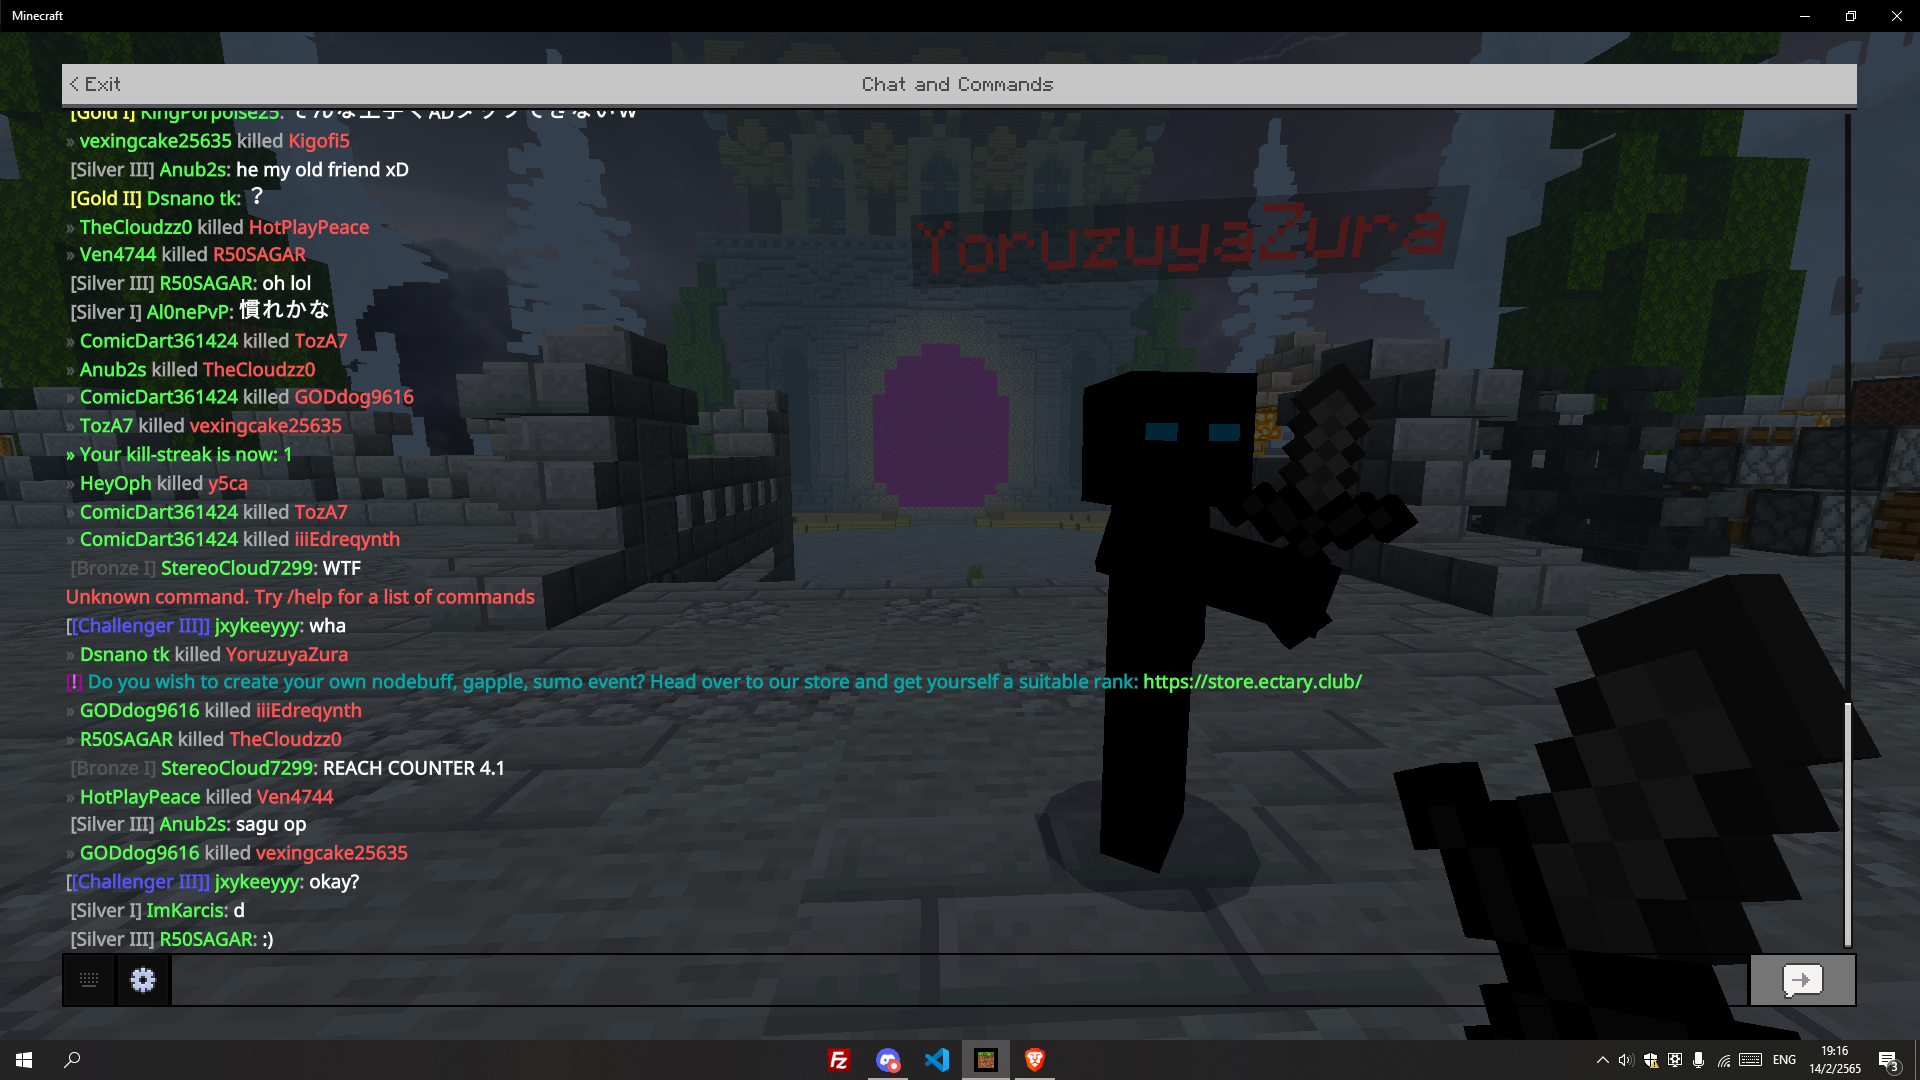 Minecraft
< Exit
Chat and Commands
[Gold I] KingPorpoise25:
» vexingcake25635 killed Kigofi5
[Silver III] Anub2s: he my old friend xD
[Gold II] Dsnano tk: ？
» TheCloudzz0 killed HotPlayPeace
» Ven4744 killed R50SAGAR
[Silver III] R50SAGAR: oh lol
[Silver I] Al0nePvP: 慣れかな
» ComicDart361424 killed TozA7
» Anub2s killed TheCloudzz0
» ComicDart361424 killed GODdog9616
» TozA7 killed vexingcake25635
» Your kill-streak is now: 1
» HeyOph killed y5ca
» ComicDart361424 killed TozA7
» ComicDart361424 killed iiiEdreqynth
[Bronze I] StereoCloud7299: WTF
Unknown command. Try /help for a list of commands
[[Challenger III]] jxykeeyyy: wha
» Dsnano tk killed YoruzuyaZura
[!] Do you wish to create your own nodebuff, gapple, sumo event? Head over to our store and get yourself a suitable rank: https://store.ectary.club/
» GODdog9616 killed iiiEdreqynth
» R50SAGAR killed TheCloudzz0
[Bronze I] StereoCloud7299: REACH COUNTER 4.1
» HotPlayPeace killed Ven4744
[Silver III] Anub2s: sagu op
» GODdog9616 killed vexingcake25635
[[Challenger III]] jxykeeyyy: okay?
[Silver I] ImKarcis: d
[Silver III] R50SAGAR: :)
YoruzuyaZura
ENG
19:16
14/2/2565
3